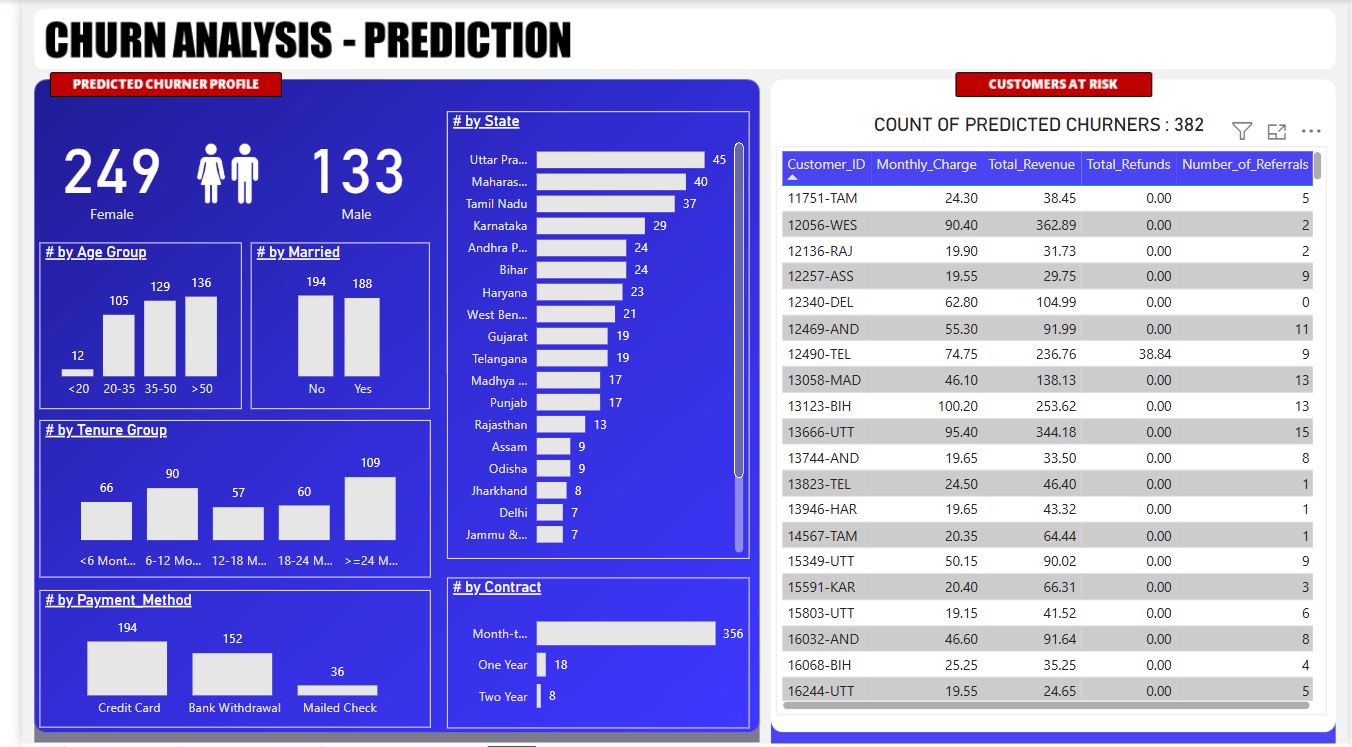 CHURN ANALYSIS - PREDICTION
PREDICTED CHURNER PROFILE
249
Female
133
Male
# by Age Group
12
105
129
136
<20
20-35
35-50
>50
# by Married
194
188
No
Yes
# by Tenure Group
66
90
57
60
109
<6 Mont...
6-12 Mo...
12-18 M...
18-24 M...
>=24 M...
# by Payment_Method
194
152
36
Credit Card
Bank Withdrawal
Mailed Check
# by State
Uttar Pra... 45
Maharas... 40
Tamil Nadu 37
Karnataka 29
Andhra P... 24
Bihar 24
Haryana 23
West Ben... 21
Gujarat 19
Telangana 19
Madhya ... 17
Punjab 17
Rajasthan 13
Assam 9
Odisha 9
Jharkhand 8
Delhi 7
Jammu &... 7
# by Contract
Month-t... 356
One Year 18
Two Year 8
CUSTOMERS AT RISK
COUNT OF PREDICTED CHURNERS : 382
Customer_ID Monthly_Charge Total_Revenue Total_Refunds Number_of_Referrals
11751-TAM 24.30 38.45 0.00 5
12056-WES 90.40 362.89 0.00 2
12136-RAJ 19.90 31.73 0.00 2
12257-ASS 19.55 29.75 0.00 9
12340-DEL 62.80 104.99 0.00 0
12469-AND 55.30 91.99 0.00 11
12490-TEL 74.75 236.76 38.84 9
13058-MAD 46.10 138.13 0.00 13
13123-BIH 100.20 253.62 0.00 13
13666-UTT 95.40 344.18 0.00 15
13744-AND 19.65 33.50 0.00 8
13823-TEL 24.50 46.40 0.00 1
13946-HAR 19.65 43.32 0.00 1
14567-TAM 20.35 64.44 0.00 1
15349-UTT 50.15 90.02 0.00 9
15591-KAR 20.40 66.31 0.00 3
15803-UTT 19.15 41.52 0.00 6
16032-AND 46.60 91.64 0.00 8
16068-BIH 25.25 35.25 0.00 4
16244-UTT 19.55 24.65 0.00 5